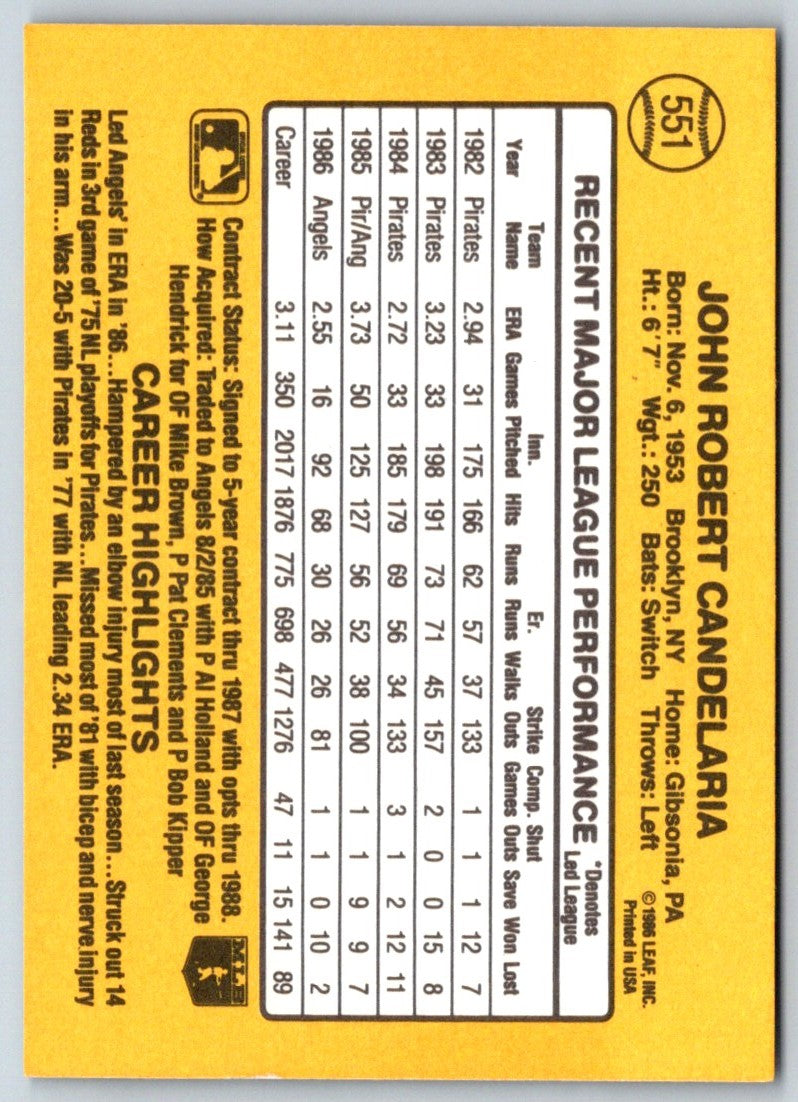 551
JOHN ROBERT CANDELARIA
Born: Nov. 6, 1953 Brooklyn, NY Home: Gibsonia, PA
Ht.: 6'7" Wgt.: 250 Bats: Switch Throws: Left
© 1986 LEAF, INC.
Printed in USA
RECENT MAJOR LEAGUE PERFORMANCE *Denotes
Led League
Team Inn. Er. Strike Comp. Shut
Year Name ERA Games Pitched Hits Runs Runs Walks Outs Games Outs Save Won Lost
1982 Pirates 2.94 31 175 166 62 57 37 133 1 1 1 12 7
1983 Pirates 3.23 33 198 191 73 71 45 157 2 0 0 15 8
1984 Pirates 2.72 33 185 179 69 56 34 133 3 1 2 12 11
1985 Pir/Ang 3.73 50 125 127 56 52 38 100 1 1 9 9 7
1986 Angels 2.55 16 92 68 30 26 26 81 1 1 0 10 2
Career 3.11 350 2017 1876 775 698 477 1276 47 11 15 141 89
Contract Status: Signed to 5-year contract thru 1987 with opts thru 1988.
How Acquired: Traded to Angels 8/2/85 with P Al Holland and OF George
Hendrick for OF Mike Brown, P Pat Clements and P Bob Kipper
CAREER HIGHLIGHTS
Led Angels' in ERA in '86...Hampered by an elbow injury most of last season...Struck out 14
Reds in 3rd game of '75 NL playoffs for Pirates...Missed most of '81 with bicep and nerve injury
in his arm...Was 20-5 with Pirates in '77 with NL leading 2.34 ERA.